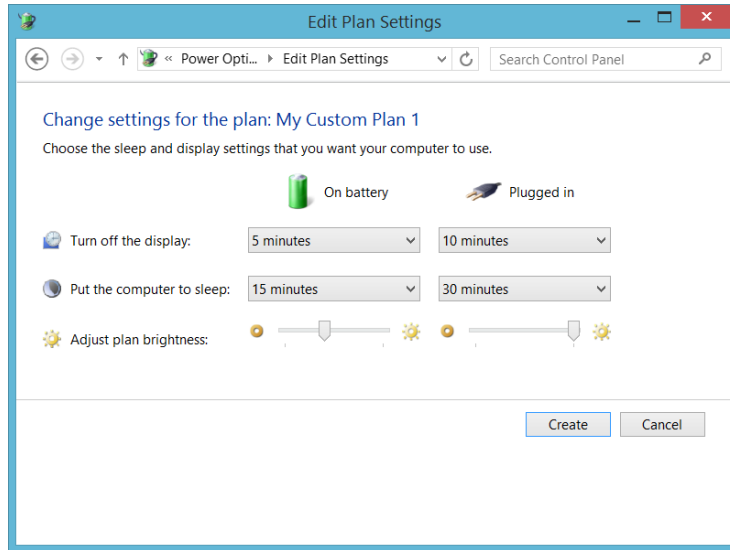 Edit Plan Settings
« Power Opti... Edit Plan Settings Search Control Panel
Change settings for the plan: My Custom Plan 1
Choose the sleep and display settings that you want your computer to use.
On battery Plugged in
Turn off the display: 5 minutes 10 minutes
Put the computer to sleep: 15 minutes 30 minutes
Adjust plan brightness:
Create Cancel